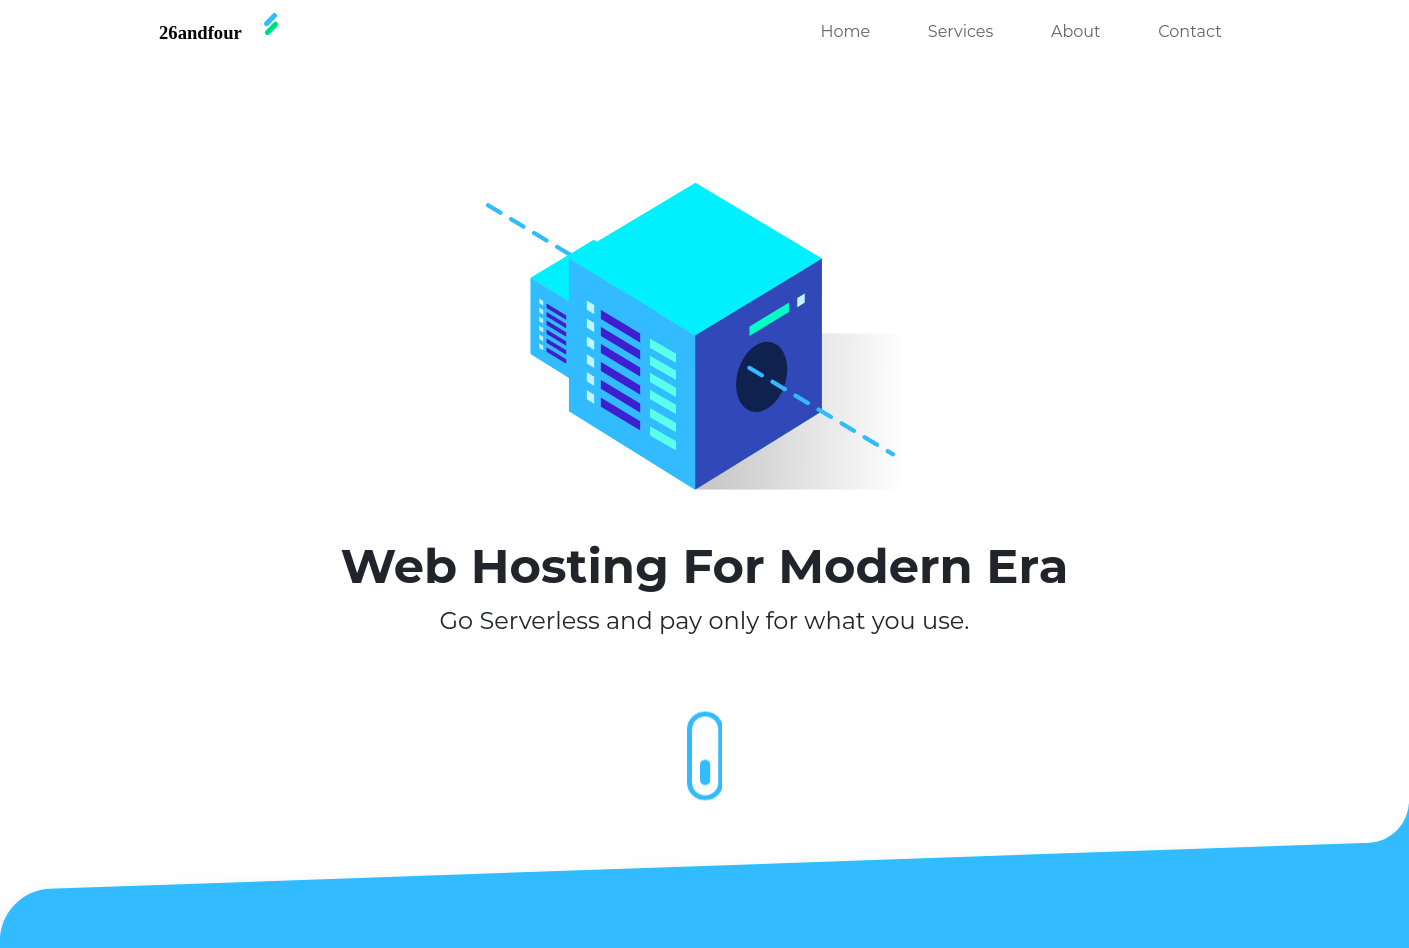 26andfour
Home Services About Contact
Web Hosting For Modern Era
Go Serverless and pay only for what you use.